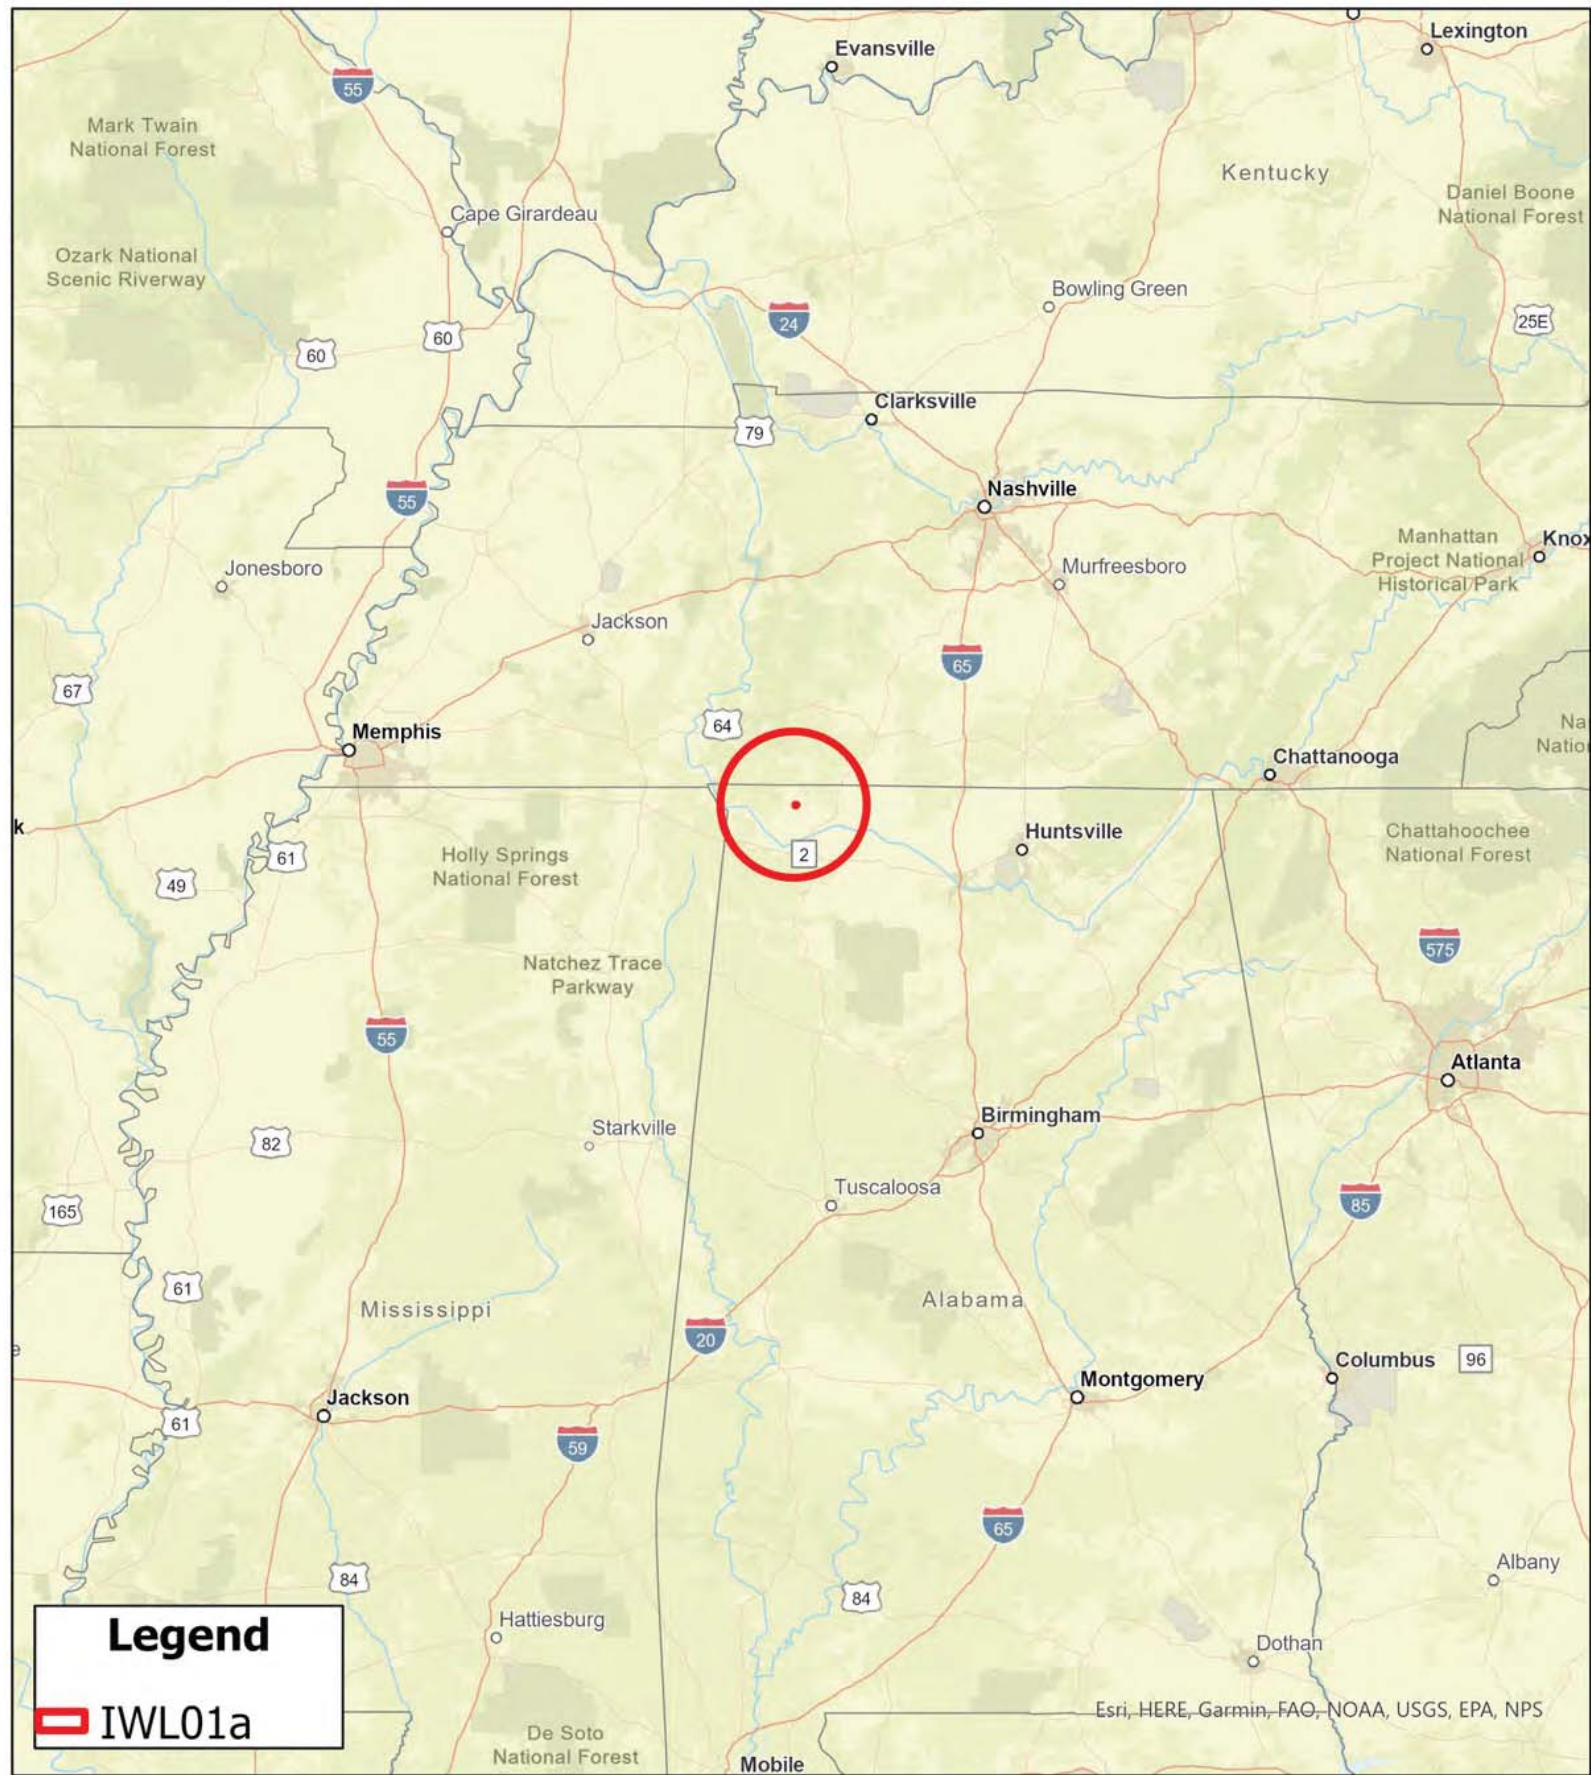 Lexington
Evansville
55
Mark Twain
National Forest
Kentucky
Daniel Boone
National Forest
Cape Girardeau
Ozark National
Scenic Riverway
Bowling Green
24
25E
60
60
Clarksville
79
Nashville
55
Manhattan
Project National
Historical Park
Knox
Jonesboro
Murfreesboro
Jackson
65
67
64
Memphis
Na
Nation
Chattanooga
k
Huntsville
Chattahoochee
National Forest
2
61
Holly Springs
National Forest
49
575
Natchez Trace
Parkway
55
Atlanta
Birmingham
Starkville
82
Tuscaloosa
85
165
61
Mississippi
Alabama
20
e
Columbus
96
Montgomery
Jackson
61
59
65
Albany
84
84
Hattiesburg
Dothan
Legend
IWL01a
Esri, HERE, Garmin, FAO, NOAA, USGS, EPA, NPS
De Soto
National Forest
Mobile